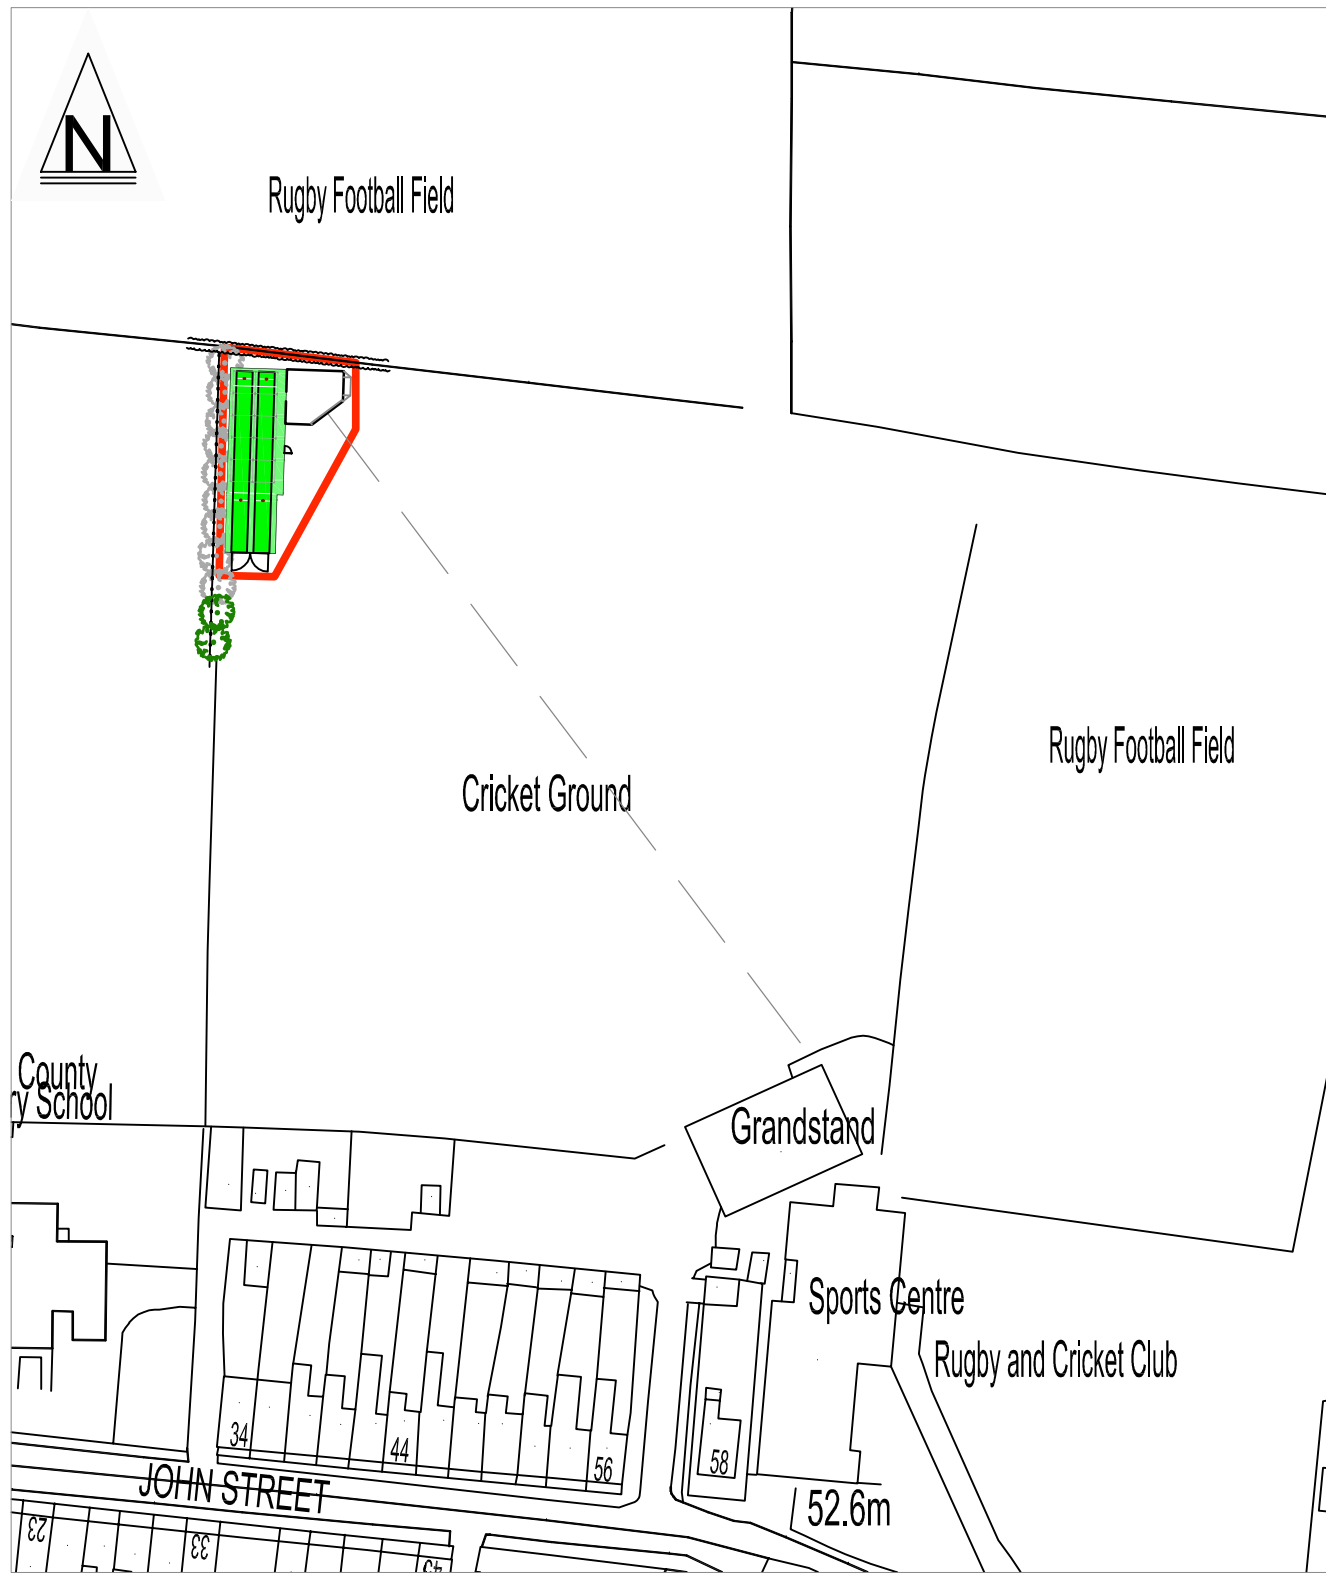 N
Rugby Football Field
Rugby Football Field
Cricket Ground
County
ry School
Grandstand
Sports Centre
Rugby and Cricket Club
34
44
56
58
JOHN STREET
52.6m
23
33